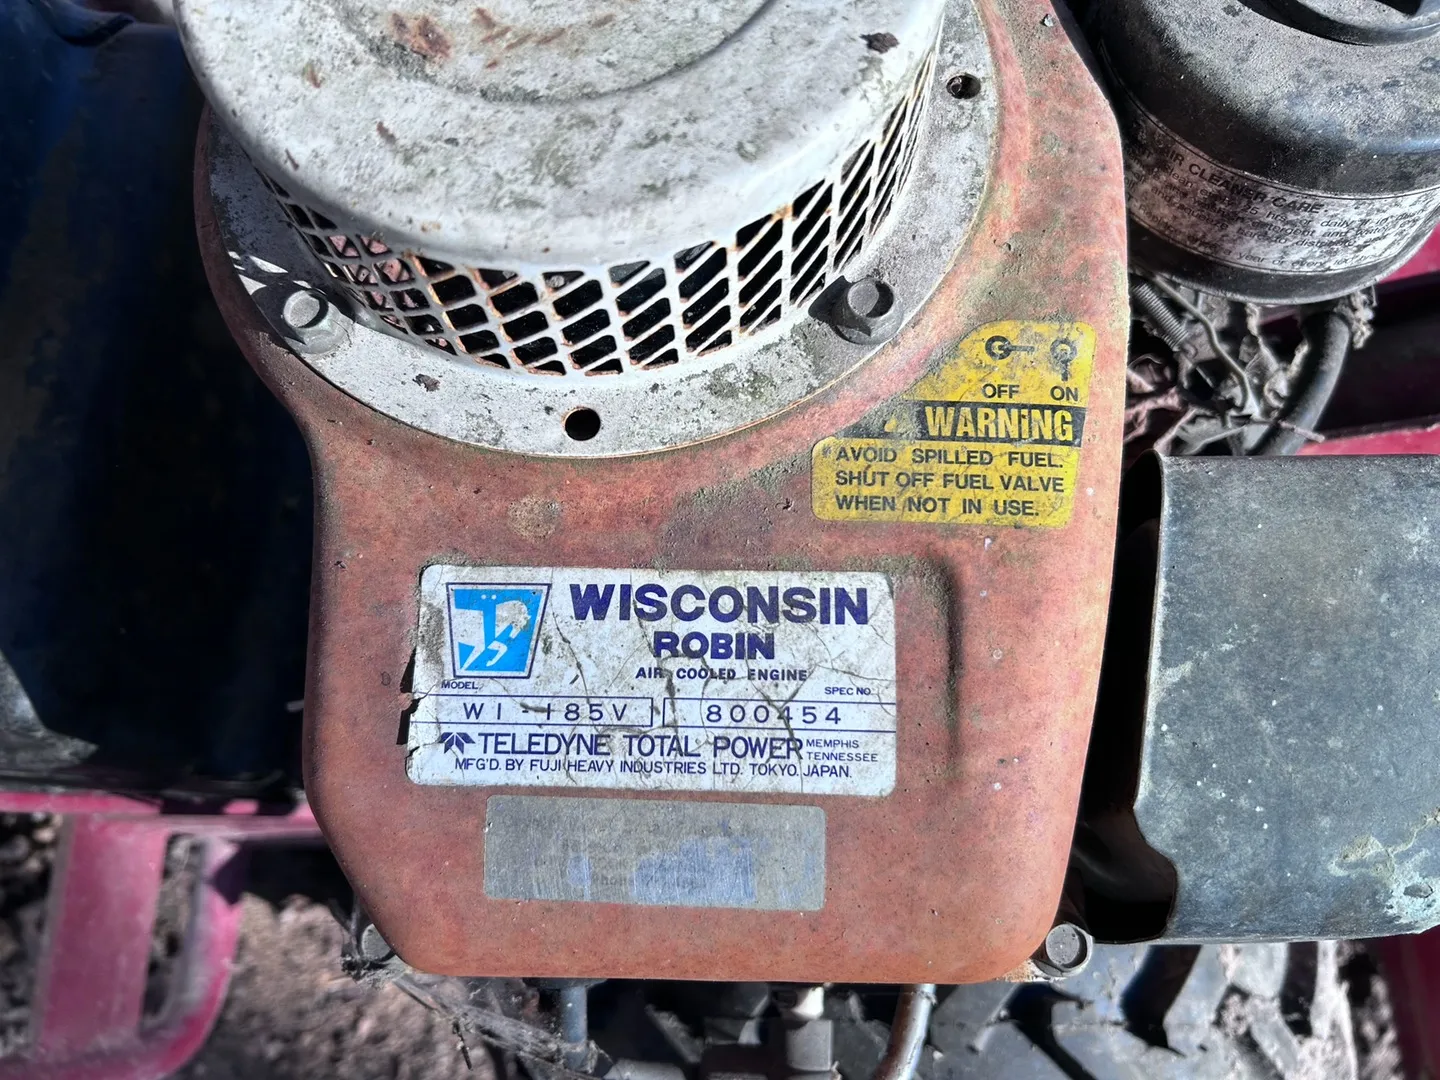 AIR CLEANER CARE
OFF ON
WARNING
AVOID SPILLED FUEL.
SHUT OFF FUEL VALVE
WHEN NOT IN USE.
WISCONSIN
ROBIN
AIR COOLED ENGINE
MODEL SPEC NO.
W1-185V 800454
TELEDYNE TOTAL POWER MEMPHIS TENNESSEE
MFG'D. BY FUJI HEAVY INDUSTRIES LTD. TOKYO. JAPAN.